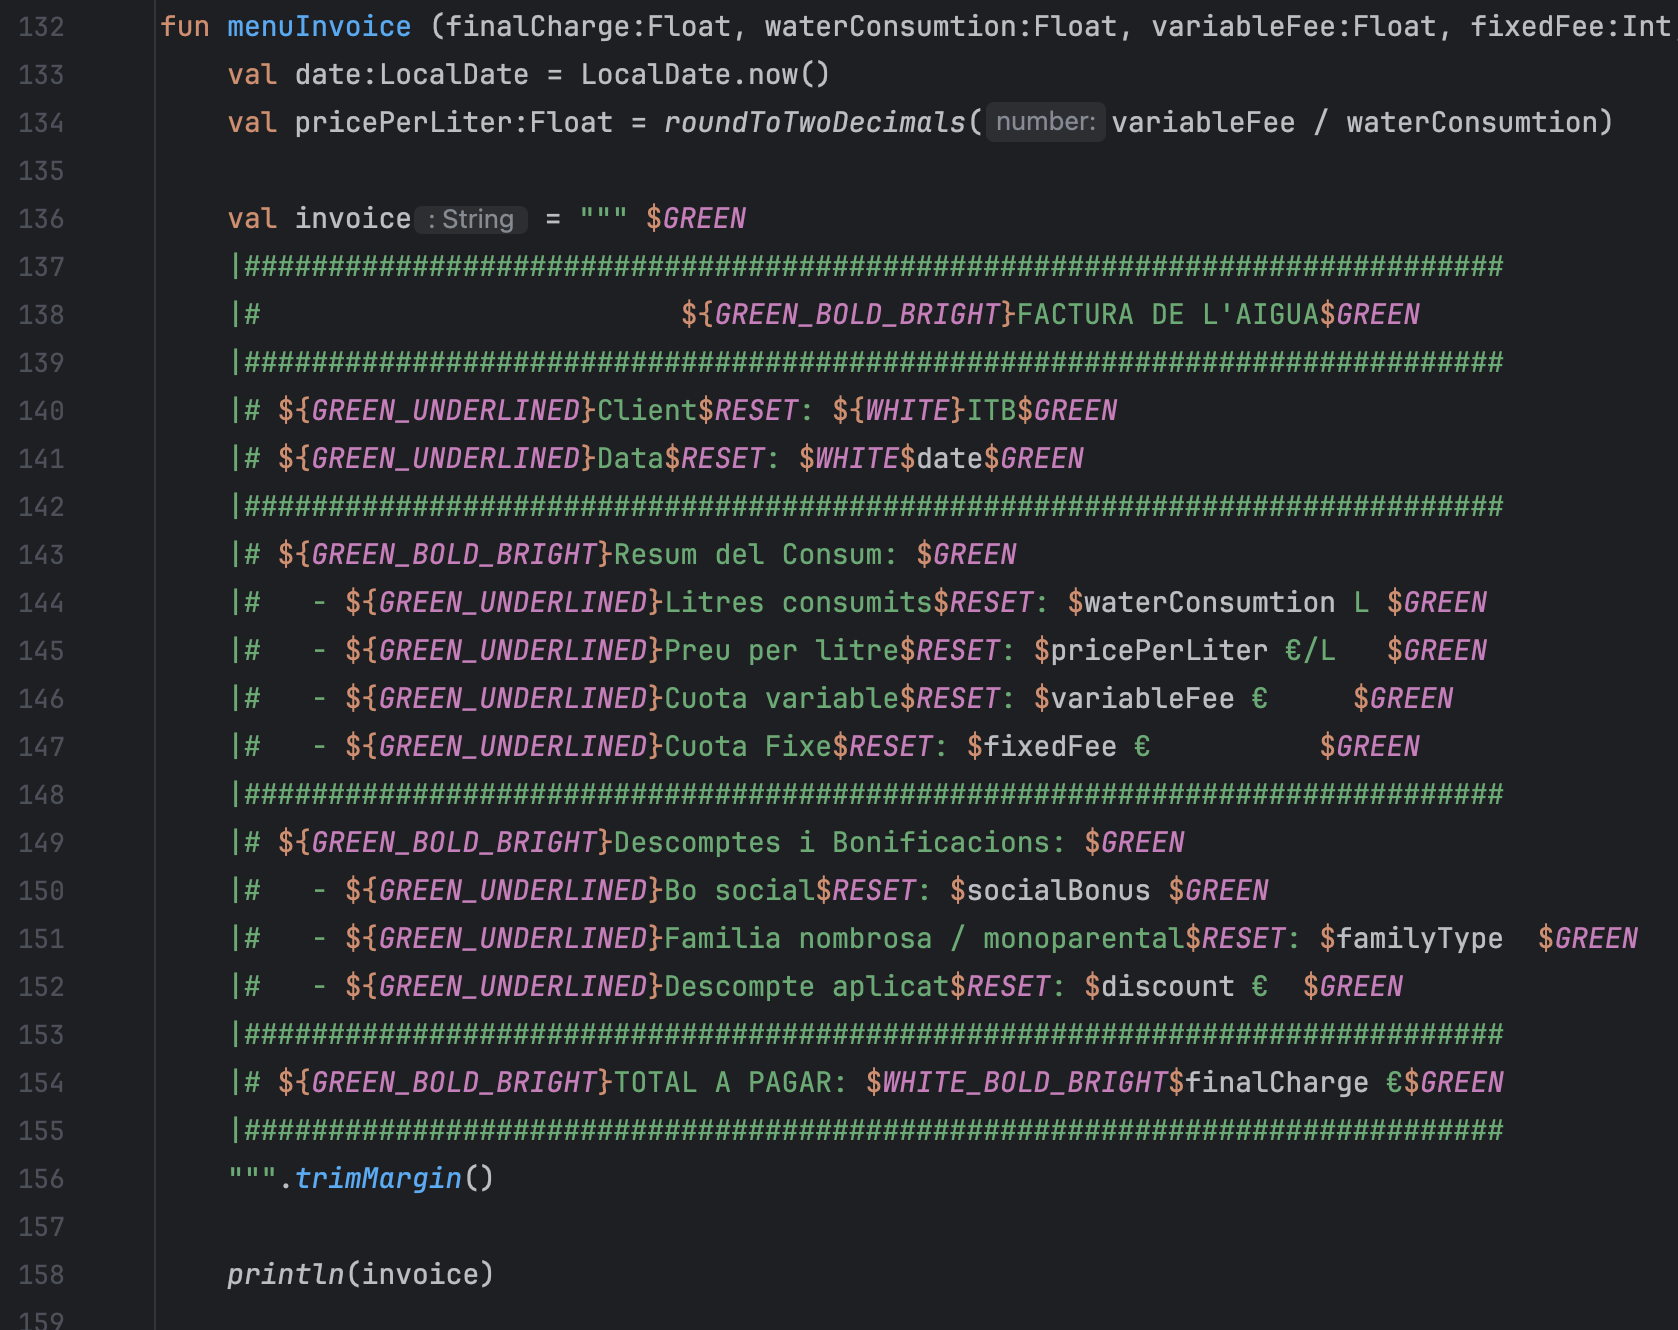 132 fun menuInvoice (finalCharge:Float, waterConsumtion:Float, variableFee:Float, fixedFee:Int
133     val date:LocalDate = LocalDate.now()
134     val pricePerLiter:Float = roundToTwoDecimals( number: variableFee / waterConsumtion)
135
136     val invoice : String = """ $GREEN
137     |###########################################################################
138     |#                         ${GREEN_BOLD_BRIGHT}FACTURA DE L'AIGUA$GREEN
139     |###########################################################################
140     |# ${GREEN_UNDERLINED}Client$RESET: ${WHITE}ITB$GREEN
141     |# ${GREEN_UNDERLINED}Data$RESET: $WHITE$date$GREEN
142     |###########################################################################
143     |# ${GREEN_BOLD_BRIGHT}Resum del Consum: $GREEN
144     |#   - ${GREEN_UNDERLINED}Litres consumits$RESET: $waterConsumtion L $GREEN
145     |#   - ${GREEN_UNDERLINED}Preu per litre$RESET: $pricePerLiter €/L   $GREEN
146     |#   - ${GREEN_UNDERLINED}Cuota variable$RESET: $variableFee €     $GREEN
147     |#   - ${GREEN_UNDERLINED}Cuota Fixe$RESET: $fixedFee €          $GREEN
148     |###########################################################################
149     |# ${GREEN_BOLD_BRIGHT}Descomptes i Bonificacions: $GREEN
150     |#   - ${GREEN_UNDERLINED}Bo social$RESET: $socialBonus $GREEN
151     |#   - ${GREEN_UNDERLINED}Familia nombrosa / monoparental$RESET: $familyType  $GREEN
152     |#   - ${GREEN_UNDERLINED}Descompte aplicat$RESET: $discount €  $GREEN
153     |###########################################################################
154     |# ${GREEN_BOLD_BRIGHT}TOTAL A PAGAR: $WHITE_BOLD_BRIGHT$finalCharge €$GREEN
155     |###########################################################################
156     """.trimMargin()
157
158     println(invoice)
159